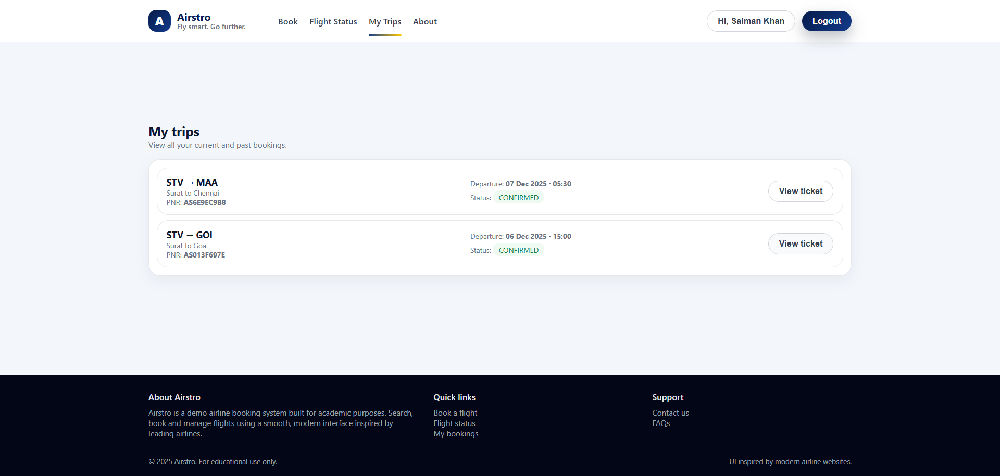 A
Airstro
Fly smart. Go further.
Book
Flight Status
My Trips
About
Hi, Salman Khan
Logout
My trips
View all your current and past bookings.
STV → MAA
Surat to Chennai
PNR: AS6E9EC9B8
Departure: 07 Dec 2025 · 05:30
Status: CONFIRMED
View ticket
STV → GOI
Surat to Goa
PNR: AS013F697E
Departure: 06 Dec 2025 · 15:00
Status: CONFIRMED
View ticket
About Airstro
Airstro is a demo airline booking system built for academic purposes. Search,
book and manage flights using a smooth, modern interface inspired by
leading airlines.
Quick links
Book a flight
Flight status
My bookings
Support
Contact us
FAQs
© 2025 Airstro. For educational use only.
UI inspired by modern airline websites.